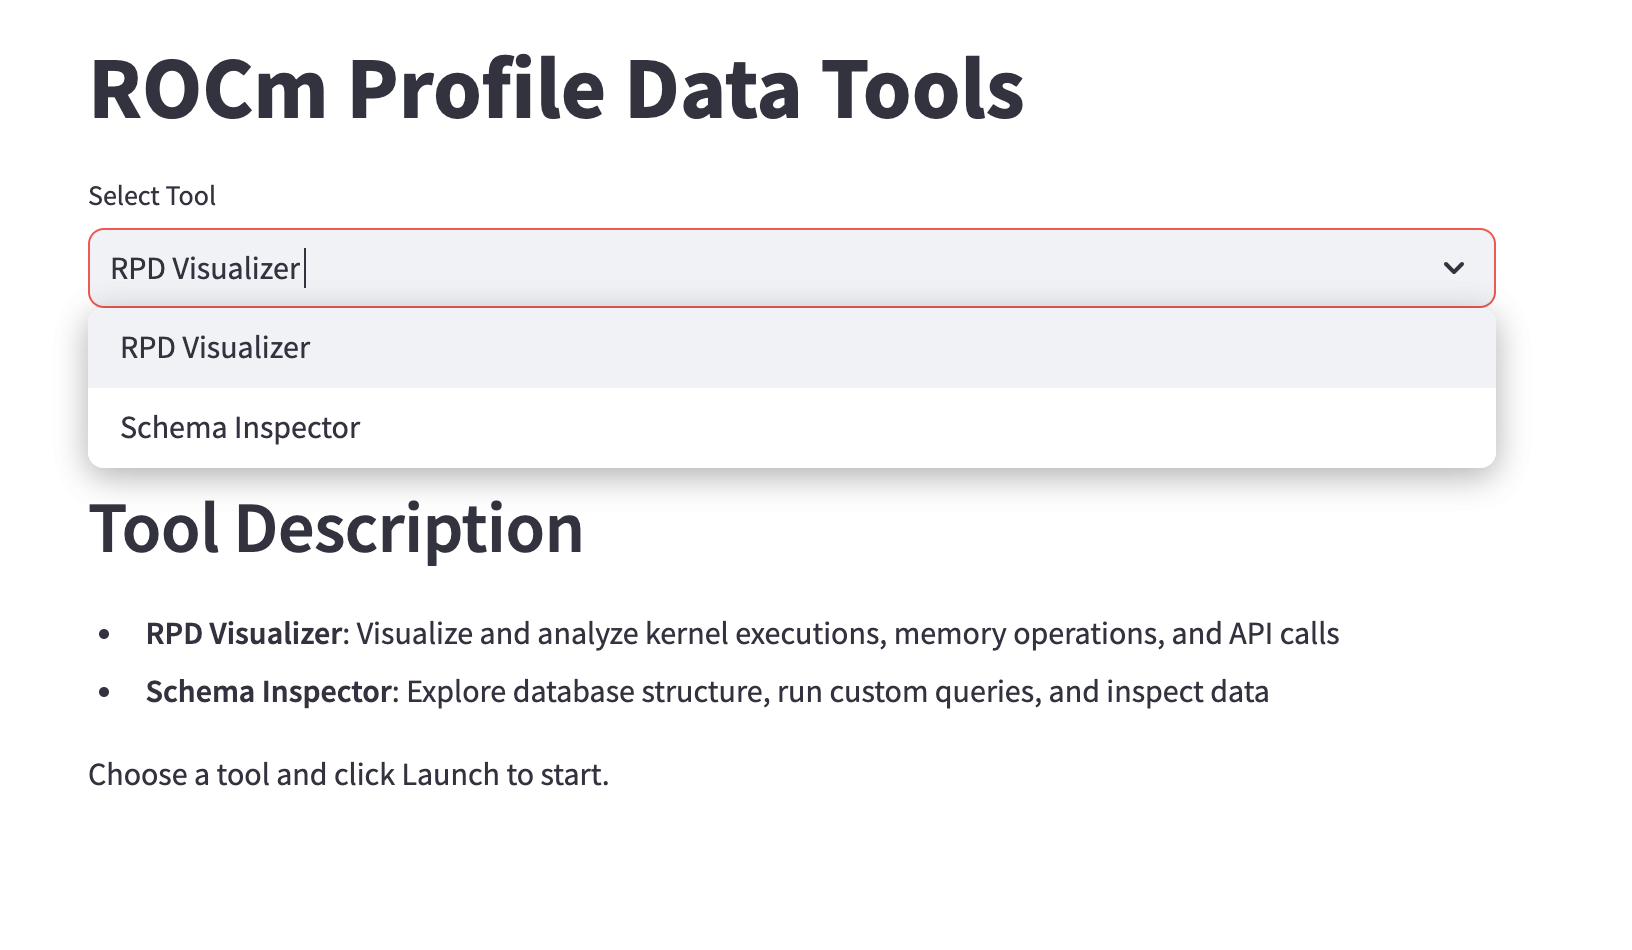 ROCm Profile Data Tools
Select Tool
RPD Visualizer
RPD Visualizer
Schema Inspector
Tool Description
• RPD Visualizer: Visualize and analyze kernel executions, memory operations, and API calls
• Schema Inspector: Explore database structure, run custom queries, and inspect data
Choose a tool and click Launch to start.